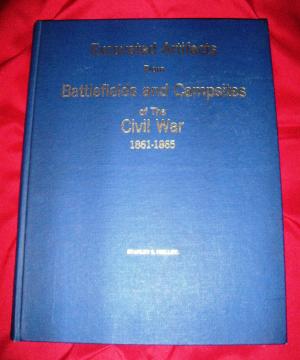 Excavated Artifacts
From
Battlefields and Campsites
of The
Civil War
1861-1865
STANLEY S. PHILLIPS